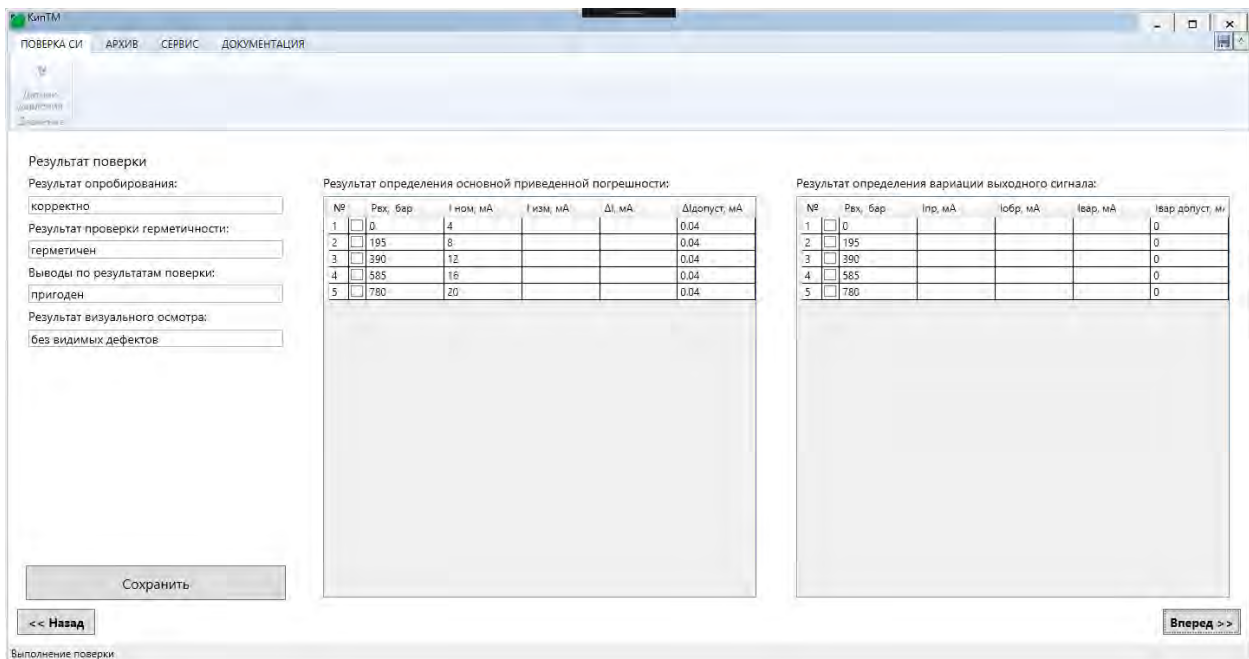 КипТМ
ПОВЕРКА СИ АРХИВ СЕРВИС ДОКУМЕНТАЦИЯ
Результат поверки
Результат опробирования:
корректно
Результат проверки герметичности:
герметичен
Выводы по результатам поверки:
пригоден
Результат визуального осмотра:
без видимых дефектов
Сохранить
Результат определения основной приведенной погрешности:
№ Pвх, бар I ном, мА I изм, мА ΔI, мА ΔIдопуст, мА
1 0 4 0.04
2 195 8 0.04
3 390 12 0.04
4 585 16 0.04
5 780 20 0.04
Результат определения вариации выходного сигнала:
№ Pвх, бар Iпр, мА Iобр, мА Iвар, мА Iвар допуст, м
1 0 0
2 195 0
3 390 0
4 585 0
5 780 0
<< Назад
Вперед >>
Выполнение поверки